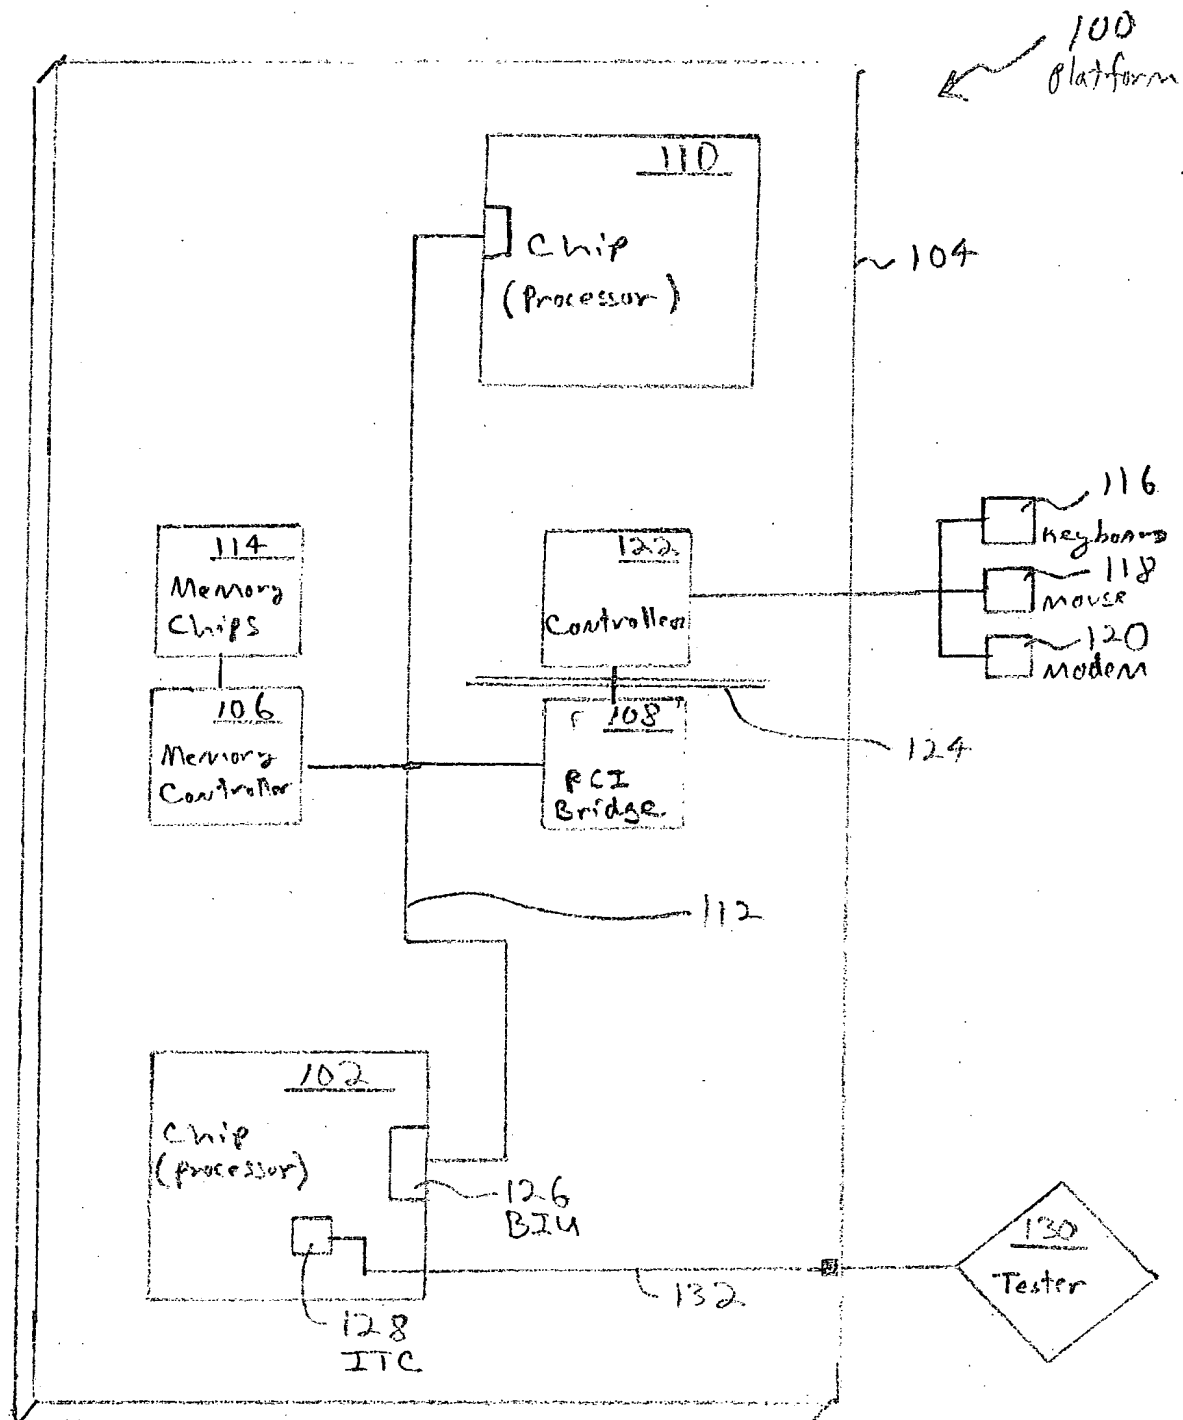 100
Platform
110
Chip
(Processor)
104
116
Keyboard
118
Mouse
120
Modem
114
Memory
Chips
122
Controller
106
Memory
Controller
108
PCI
Bridge
124
112
102
Chip
(processor)
126
BIU
128
ITC
132
130
Tester